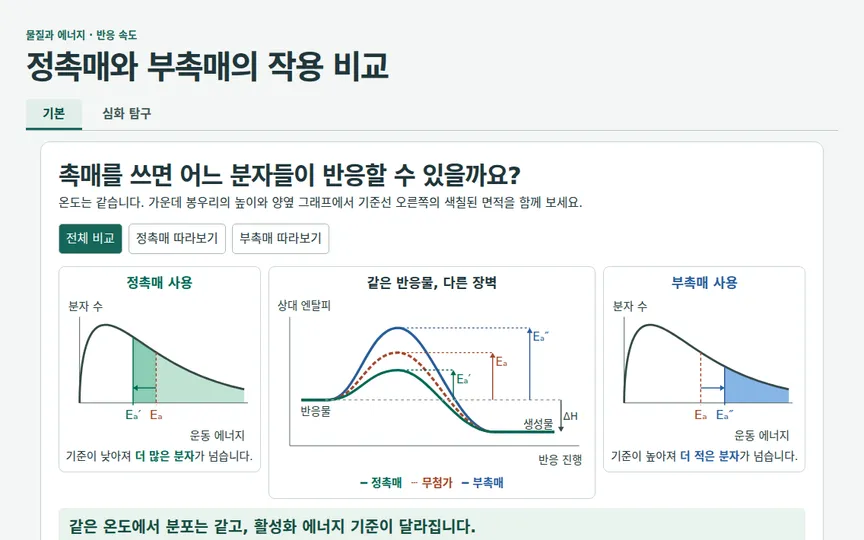 물질과 에너지 · 반응 속도
정촉매와 부촉매의 작용 비교
기본
심화 탐구
촉매를 쓰면 어느 분자들이 반응할 수 있을까요?
온도는 같습니다. 가운데 봉우리의 높이와 양옆 그래프에서 기준선 오른쪽의 색칠된 면적을 함께 보세요.
전체 비교
정촉매 따라보기
부촉매 따라보기
정촉매 사용
분자 수
Eₐ′ Eₐ
운동 에너지
기준이 낮아져 더 많은 분자가 넘습니다.
같은 반응물, 다른 장벽
상대 엔탈피
Eₐ″
Eₐ
Eₐ′
반응물
생성물
ΔH
반응 진행
정촉매 무첨가 부촉매
부촉매 사용
분자 수
Eₐ Eₐ″
운동 에너지
기준이 높아져 더 적은 분자가 넘습니다.
같은 온도에서 분포는 같고, 활성화 에너지 기준이 달라집니다.